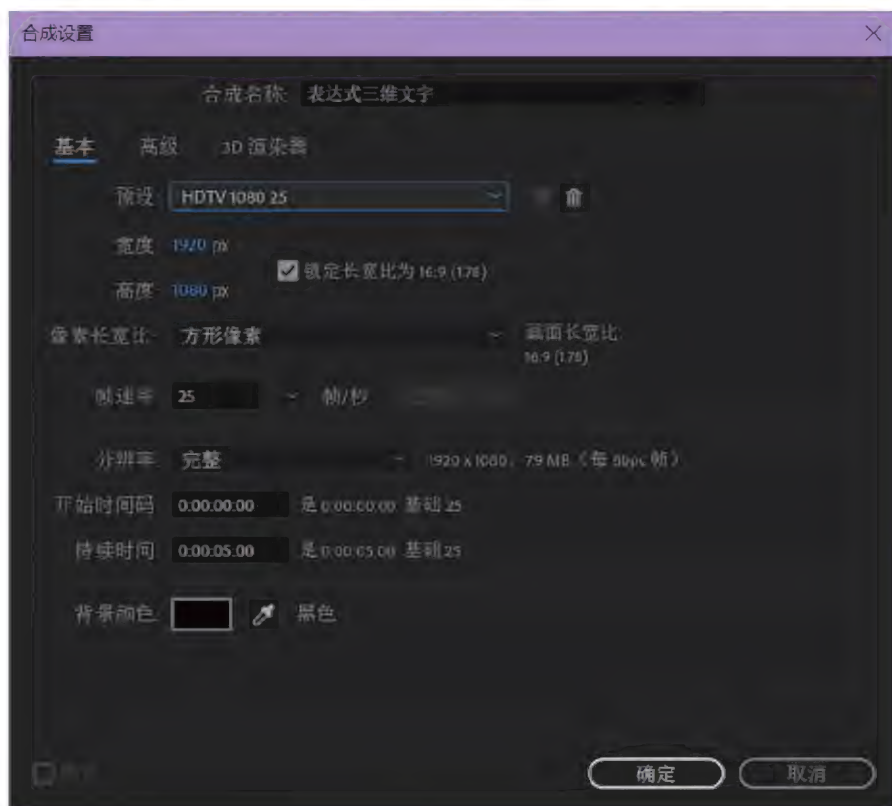 合成设置
合成名称: 表达式三维文字
基本 高级 3D 渲染器
预设: HDTV 1080 25
宽度: 1920 px
锁定长宽比为 16:9 (1.78)
高度: 1080 px
像素长宽比: 方形像素 画面长宽比:
16:9 (1.78)
帧速率: 25 帧/秒
分辨率: 完整 1920 x 1080, 7.9 MB (每 8bpc 帧)
开始时间码: 0:00:00:00 是 0:00:00:00 基础 25
持续时间: 0:00:05:00 是 0:00:05:00 基础 25
背景颜色: 黑色
确定 取消